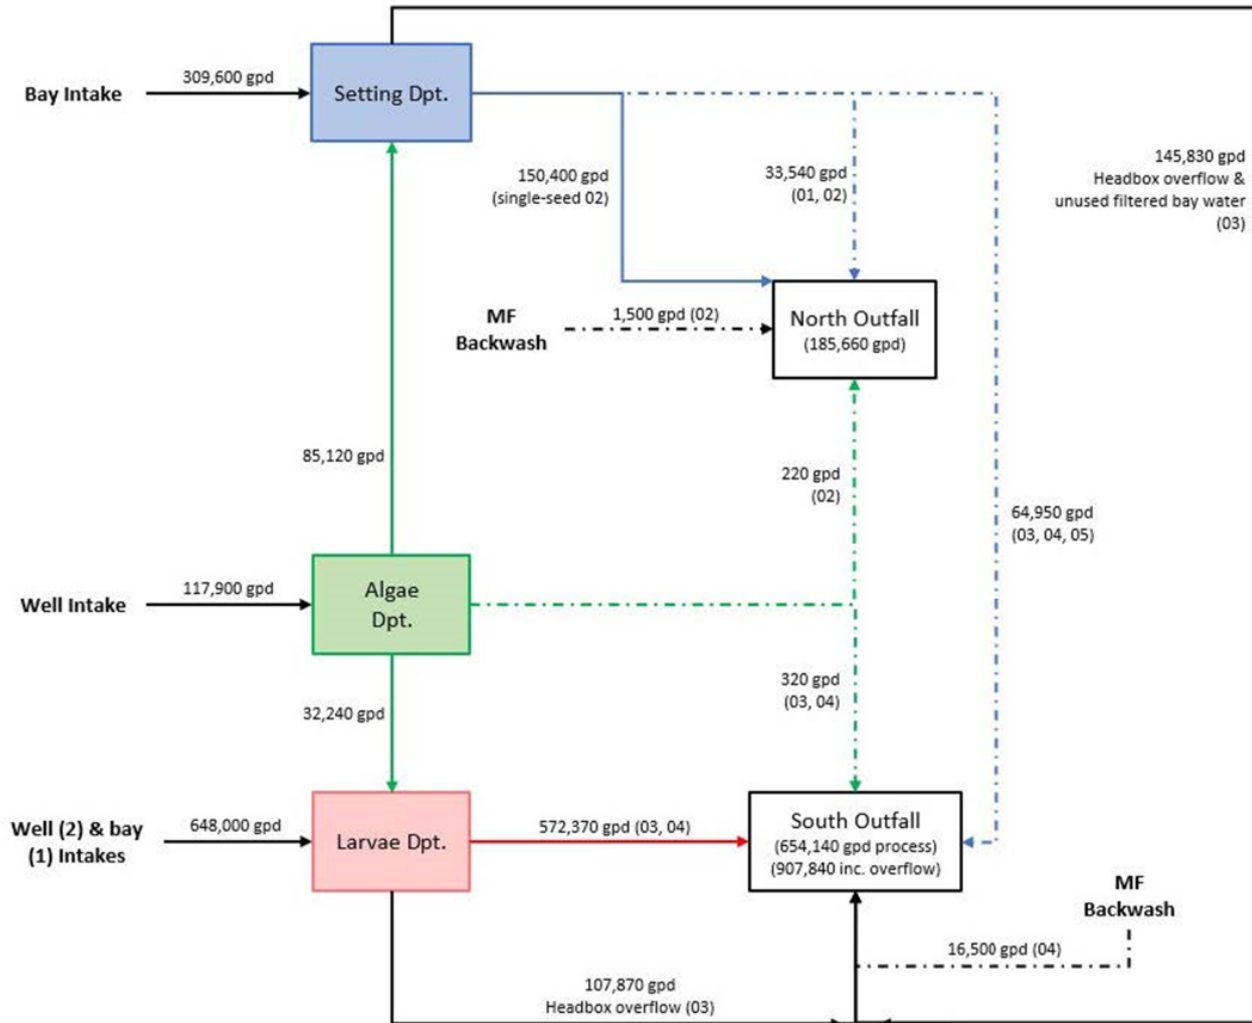 309,600 gpd
Bay Intake
Setting Dpt.
150,400 gpd
(single-seed 02)
33,540 gpd
(01, 02)
145,830 gpd
Headbox overflow &
unused filtered bay water
(03)
MF
Backwash
1,500 gpd (02)
North Outfall
(185,660 gpd)
85,120 gpd
220 gpd
(02)
64,950 gpd
(03, 04, 05)
117,900 gpd
Well Intake
Algae
Dpt.
320 gpd
(03, 04)
32,240 gpd
Well (2) & bay
(1) Intakes
648,000 gpd
Larvae Dpt.
572,370 gpd (03, 04)
South Outfall
(654,140 gpd process)
(907,840 inc. overflow)
MF
Backwash
16,500 gpd (04)
107,870 gpd
Headbox overflow (03)